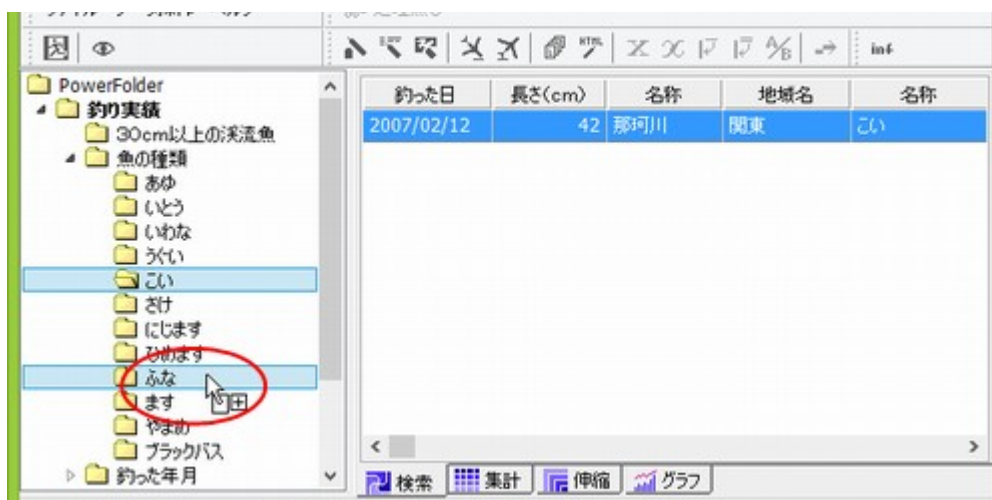 PowerFolder
釣り実績
30cm以上の渓流魚
魚の種類
あゆ
いとう
いわな
うぐい
こい
さけ
にじます
ひめます
ふな
ます
やまめ
ブラックバス
釣った年月
HTML
A/B
inf
釣った日 長さ(cm) 名称 地域名 名称
2007/02/12 42 那珂川 関東 こい
検索 集計 伸縮 グラフ